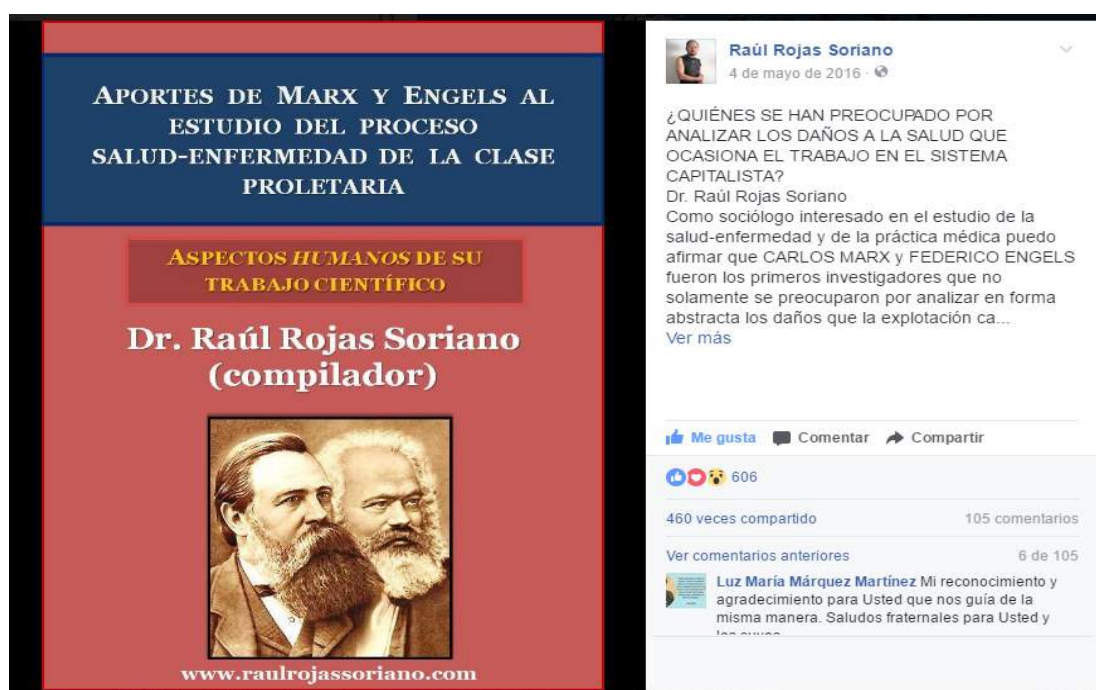 APORTES DE MARX Y ENGELS AL
ESTUDIO DEL PROCESO
SALUD-ENFERMEDAD DE LA CLASE
PROLETARIA
ASPECTOS HUMANOS DE SU
TRABAJO CIENTÍFICO
Dr. Raúl Rojas Soriano
(compilador)
www.raulrojassoriano.com
Raúl Rojas Soriano
4 de mayo de 2016 ·
¿QUIÉNES SE HAN PREOCUPADO POR
ANALIZAR LOS DAÑOS A LA SALUD QUE
OCASIONA EL TRABAJO EN EL SISTEMA
CAPITALISTA?
Dr. Raúl Rojas Soriano
Como sociólogo interesado en el estudio de la
salud-enfermedad y de la práctica médica puedo
afirmar que CARLOS MARX y FEDERICO ENGELS
fueron los primeros investigadores que no
solamente se preocuparon por analizar en forma
abstracta los daños que la explotación ca...
Ver más
Me gusta Comentar Compartir
606
460 veces compartido 105 comentarios
Ver comentarios anteriores 6 de 105
Luz María Márquez Martínez Mi reconocimiento y
agradecimiento para Usted que nos guía de la
misma manera. Saludos fraternales para Usted y